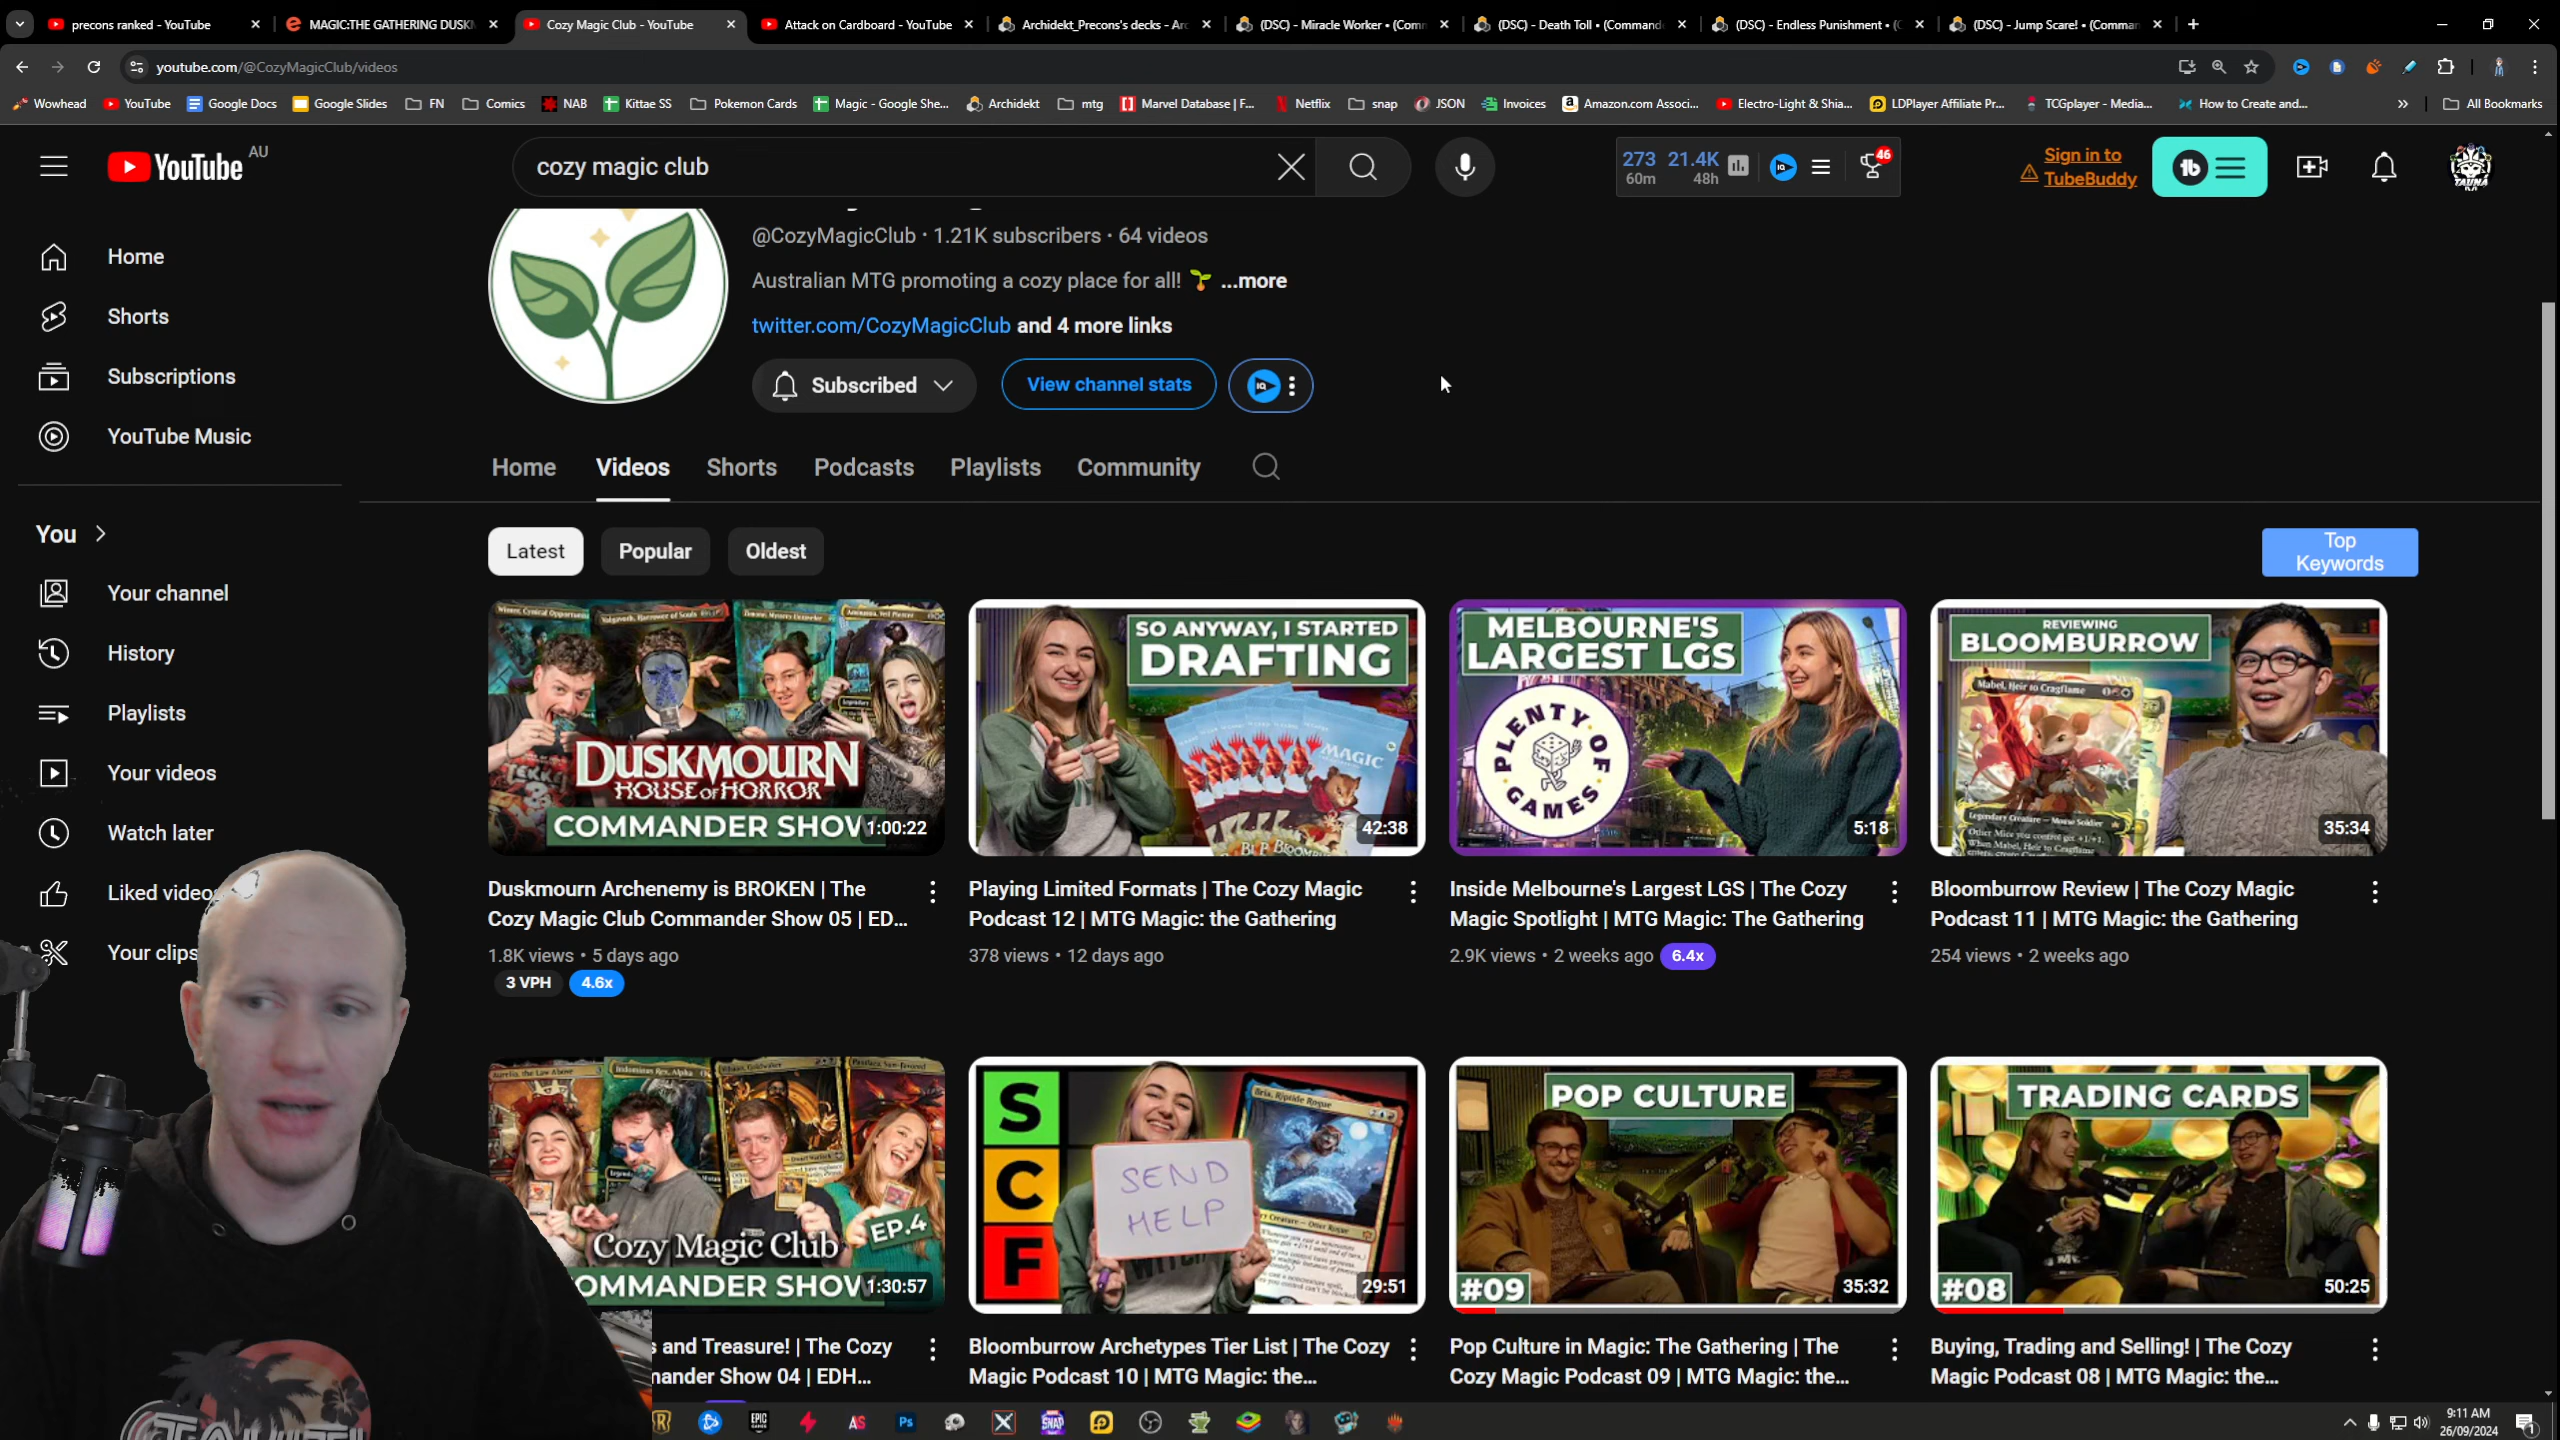 precons ranked - YouTube
MAGIC:THE GATHERING DUSKM
Cozy Magic Club - YouTube
Attack on Cardboard - YouTube
Archidekt_Precons's decks - Arc
(DSC) - Miracle Worker • (Comm
(DSC) - Death Toll • (Command
(DSC) - Endless Punishment • (C
(DSC) - Jump Scare! • (Comman
youtube.com/@CozyMagicClub/videos
Wowhead
YouTube
Google Docs
Google Slides
FN
Comics
NAB
Kittae SS
Pokemon Cards
Magic - Google She...
Archidekt
mtg
Marvel Database | F...
Netflix
snap
JSON
Invoices
Amazon.com Associ...
Electro-Light & Shia...
LDPlayer Affiliate Pr...
TCGplayer - Media...
How to Create and...
All Bookmarks
YouTube AU
cozy magic club
273 21.4K
60m 48h
46
Sign in to
TubeBuddy
Home
Shorts
Subscriptions
YouTube Music
You
Your channel
History
Playlists
Your videos
Watch later
Liked videos
Your clips
@CozyMagicClub · 1.21K subscribers · 64 videos
Australian MTG promoting a cozy place for all! ...more
twitter.com/CozyMagicClub and 4 more links
Subscribed
View channel stats
Home
Videos
Shorts
Podcasts
Playlists
Community
Latest
Popular
Oldest
Top
Keywords
DUSKMOURN
HOUSE OF HORROR
COMMANDER SHOW
1:00:22
Duskmourn Archenemy is BROKEN | The
Cozy Magic Club Commander Show 05 | ED...
1.8K views • 5 days ago
3 VPH 4.6x
SO ANYWAY, I STARTED
DRAFTING
MAGIC
42:38
Playing Limited Formats | The Cozy Magic
Podcast 12 | MTG Magic: the Gathering
378 views • 12 days ago
MELBOURNE'S
LARGEST LGS
PLENTY OF GAMES
5:18
Inside Melbourne's Largest LGS | The Cozy
Magic Spotlight | MTG Magic: The Gathering
2.9K views • 2 weeks ago 6.4x
REVIEWING
BLOOMBURROW
Mabel, Heir to Cragflame
35:34
Bloomburrow Review | The Cozy Magic
Podcast 11 | MTG Magic: the Gathering
254 views • 2 weeks ago
EP.4
Cozy Magic Club
OMMANDER SHOW
1:30:57
s and Treasure! | The Cozy
mander Show 04 | EDH...
S
C
F
SEND
HELP
Bria, Riptide Rogue
29:51
Bloomburrow Archetypes Tier List | The Cozy
Magic Podcast 10 | MTG Magic: the...
POP CULTURE
#09
35:32
Pop Culture in Magic: The Gathering | The
Cozy Magic Podcast 09 | MTG Magic: the...
TRADING CARDS
#08
50:25
Buying, Trading and Selling! | The Cozy
Magic Podcast 08 | MTG Magic: the...
9:11 AM
26/09/2024